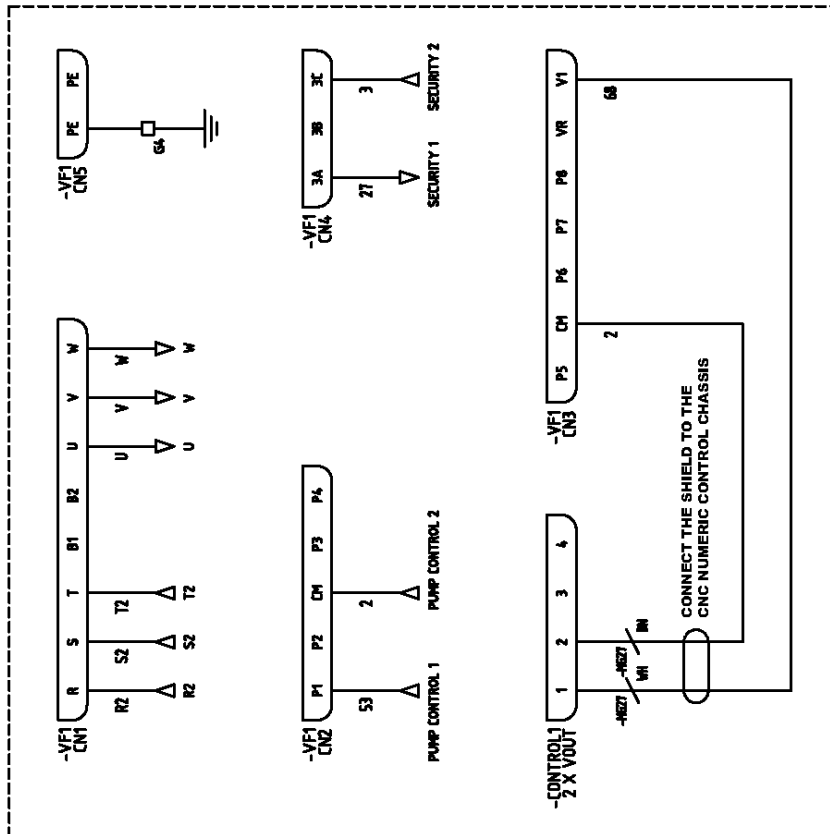 -VF1
CN5
PE
PE
G4
-VF1
CN4
3A
3B
3C
27
3
SECURITY 1
SECURITY 2
-VF1
CN3
P5
CM
P6
P7
P8
VR
V1
2
68
-VF1
CN1
R
S
T
B1
B2
U
V
W
R2
S2
T2
U
V
W
R2
S2
T2
U
V
W
-VF1
CN2
P1
P2
CM
P3
P4
53
2
PUMP CONTROL 1
PUMP CONTROL 2
-CONTROL1
2 X VOUT
1
2
3
4
-M627
WH
-M627
BN
CONNECT THE SHIELD TO THE
CNC NUMERIC CONTROL CHASSIS